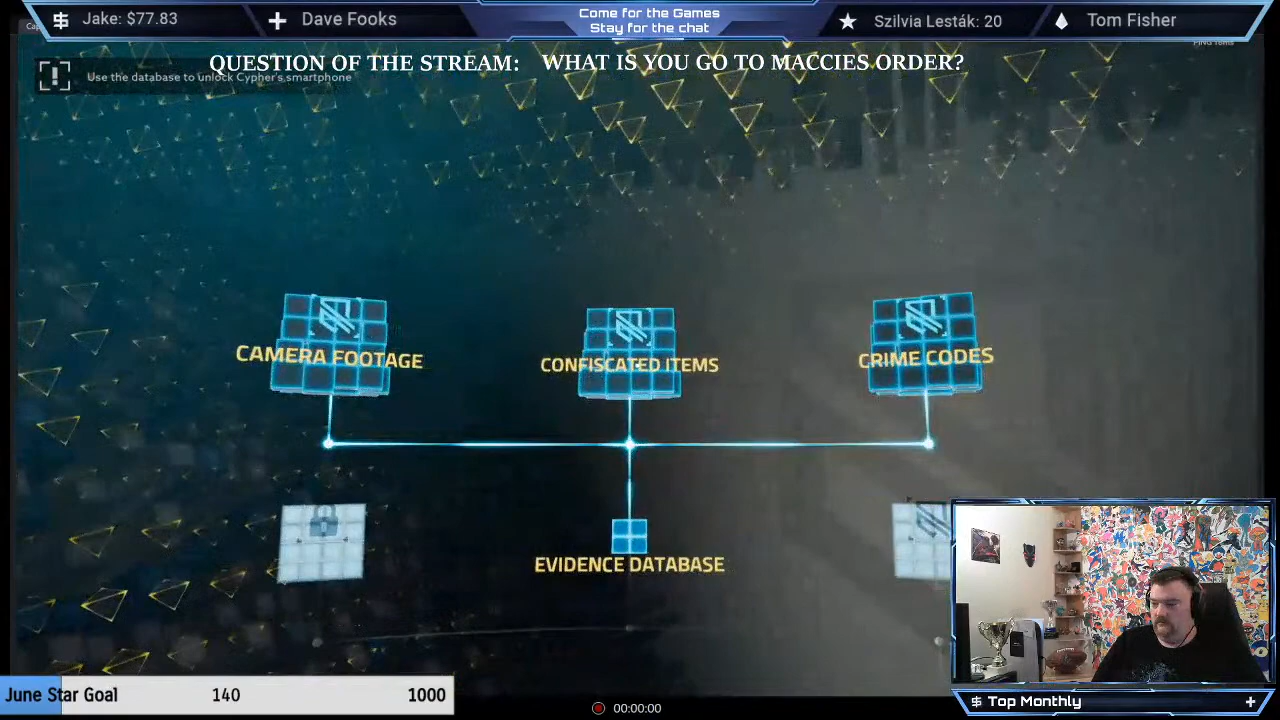 Jake: $77.83
Dave Fooks
Come for the Games
Stay for the chat
Szilvia Lesták: 20
Tom Fisher
QUESTION OF THE STREAM: WHAT IS YOU GO TO MACCIES ORDER?
Use the database to unlock Cypher's smartphone
CAMERA FOOTAGE
CONFISCATED ITEMS
CRIME CODES
EVIDENCE DATABASE
June Star Goal 140 1000
Top Monthly
00:00:00